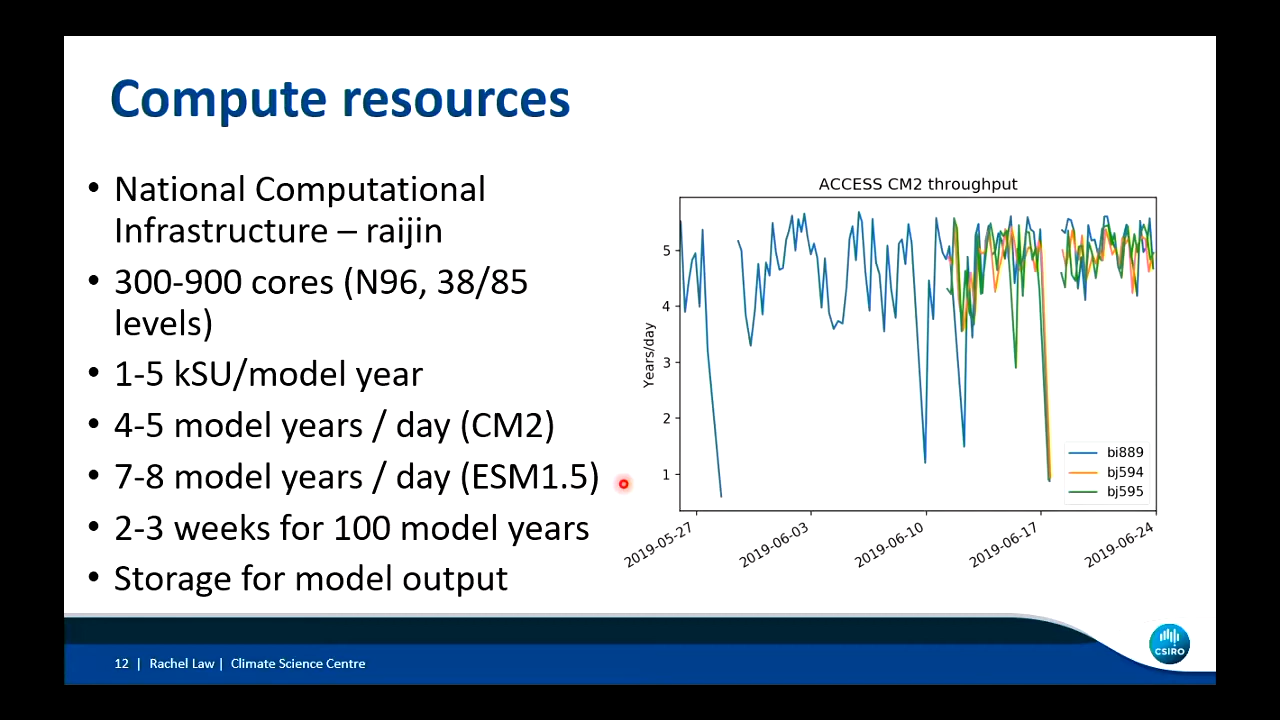 Compute resources
• National Computational
Infrastructure – raijin
• 300-900 cores (N96, 38/85
levels)
• 1-5 kSU/model year
• 4-5 model years / day (CM2)
• 7-8 model years / day (ESM1.5)
• 2-3 weeks for 100 model years
• Storage for model output
ACCESS CM2 throughput
Years/day
5
4
3
2
1
2019-05-27
2019-06-03
2019-06-10
2019-06-17
2019-06-24
bi889
bj594
bj595
12 | Rachel Law | Climate Science Centre
CSIRO